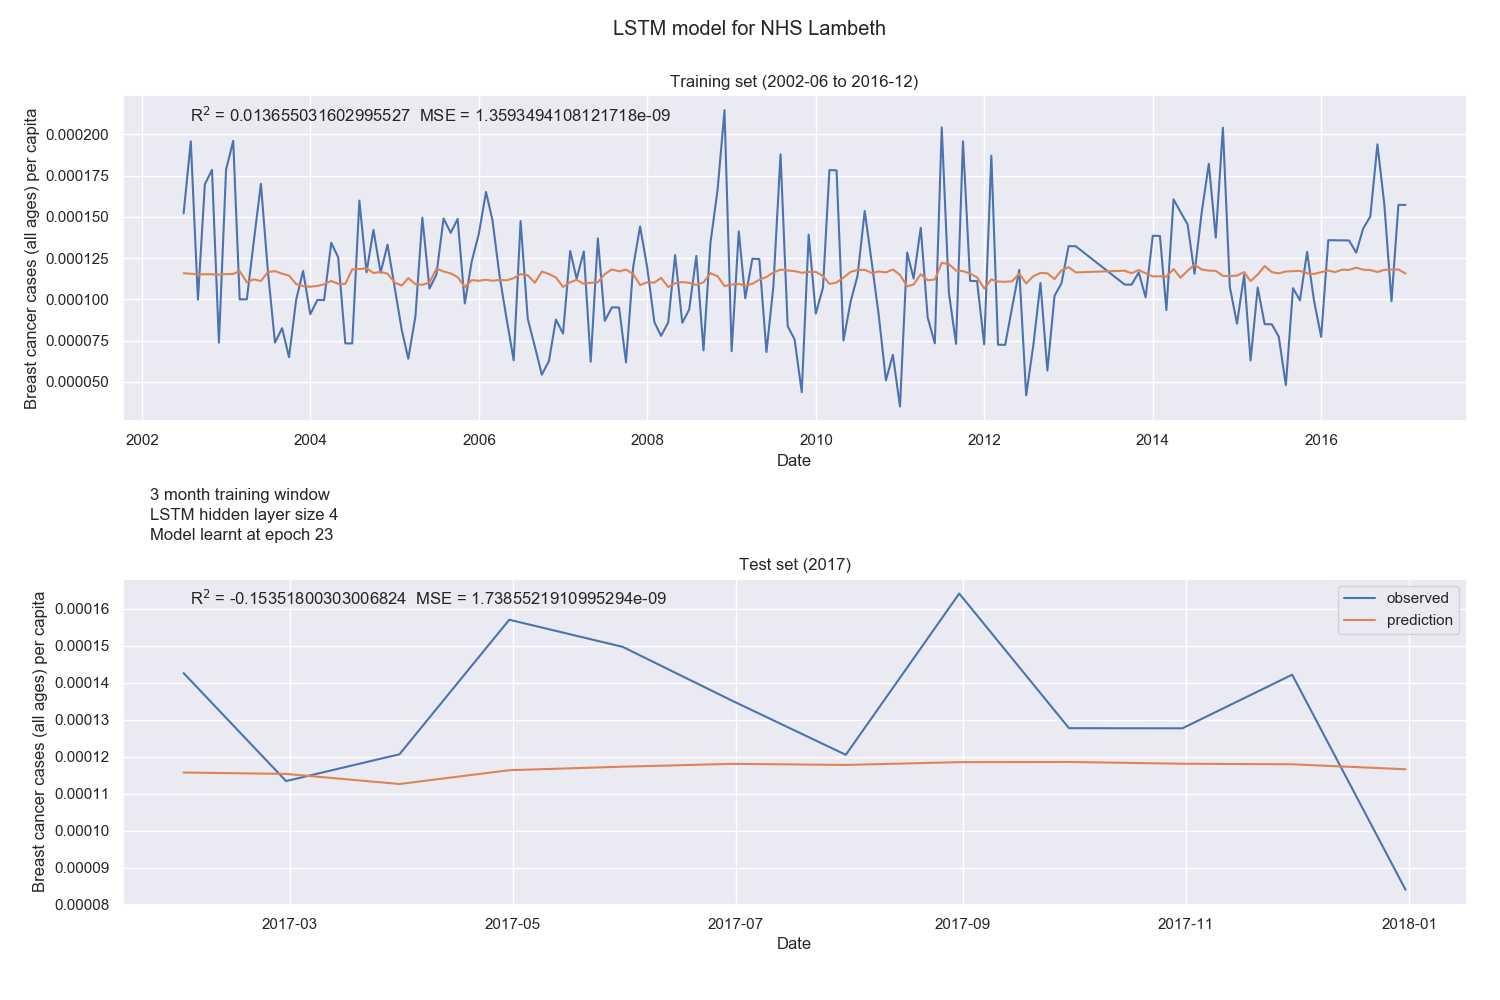 LSTM model for NHS Lambeth
Training set (2002-06 to 2016-12)
R² = 0.013655031602995527 MSE = 1.3593494108121718e-09
Breast cancer cases (all ages) per capita
0.000200
0.000175
0.000150
0.000125
0.000100
0.000075
0.000050
2002 2004 2006 2008 2010 2012 2014 2016
Date
3 month training window
LSTM hidden layer size 4
Model learnt at epoch 23
Test set (2017)
R² = -0.15351800303006824 MSE = 1.7385521910995294e-09
observed
prediction
Breast cancer cases (all ages) per capita
0.00016
0.00015
0.00014
0.00013
0.00012
0.00011
0.00010
0.00009
0.00008
2017-03 2017-05 2017-07 2017-09 2017-11 2018-01
Date